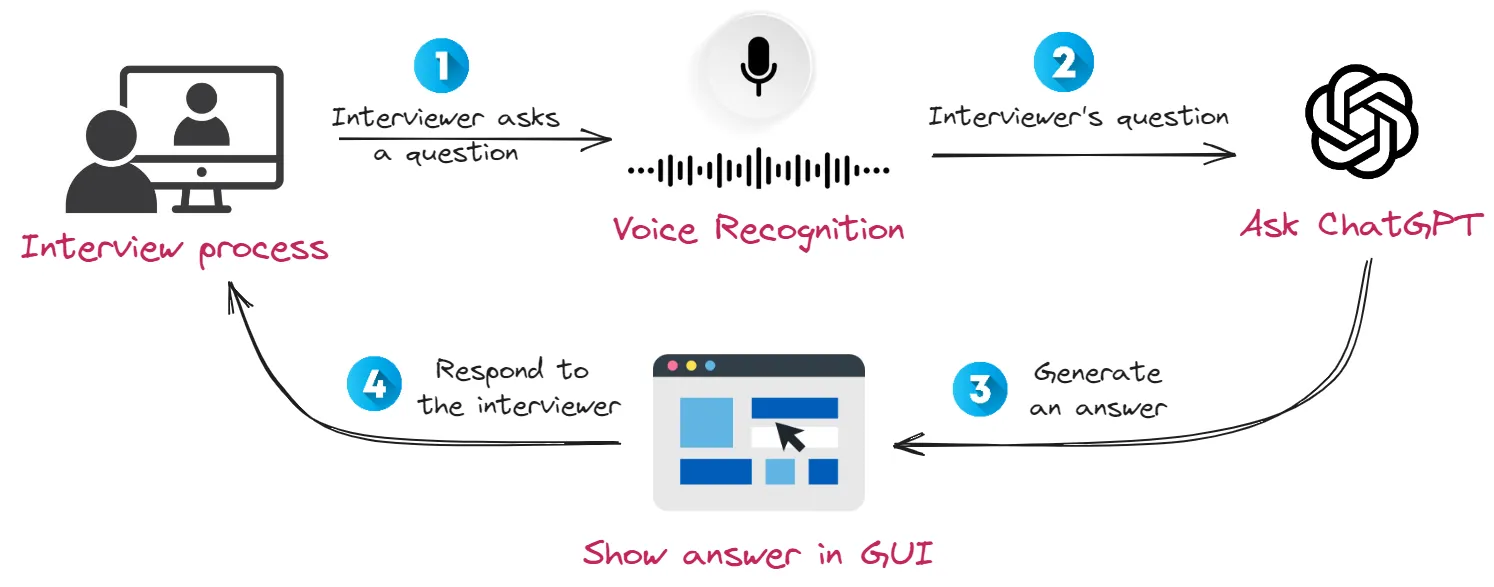 1
Interviewer asks
a question
2
Interviewer's question
Interview process
Voice Recognition
Ask ChatGPT
4
Respond to
the interviewer
3
Generate
an answer
Show answer in GUI